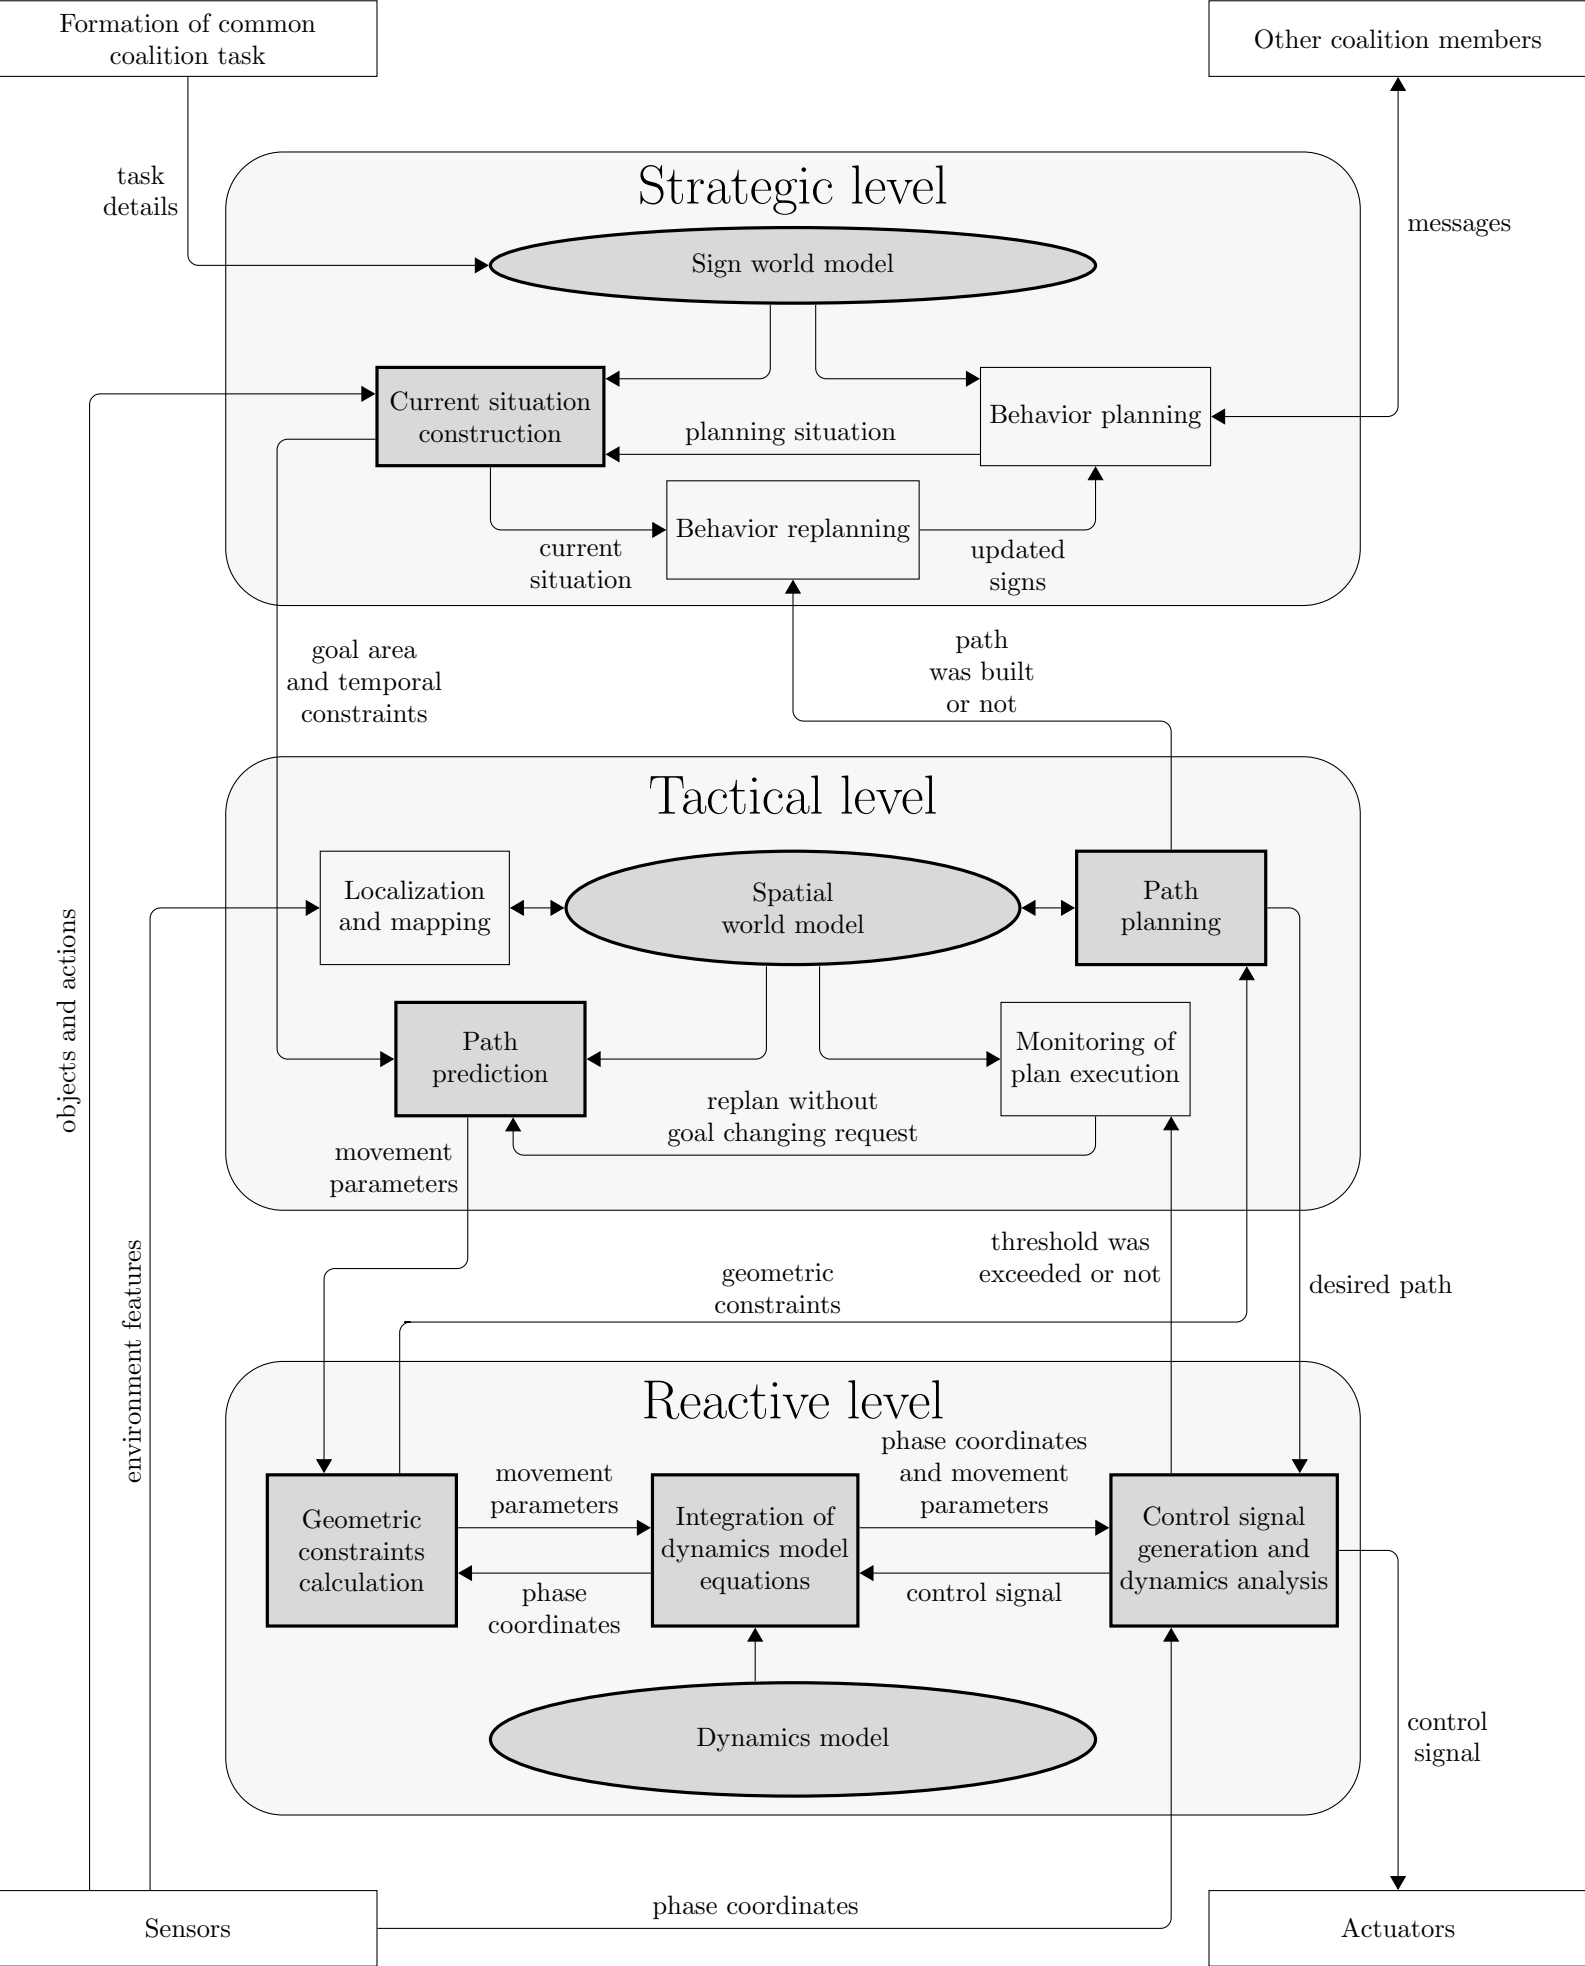 Formation of common
coalition task
Other coalition members
task
details
messages
Strategic level
Sign world model
Current situation
construction
planning situation
Behavior planning
Behavior replanning
current
situation
updated
signs
goal area
and temporal
constraints
path
was built
or not
Tactical level
Localization
and mapping
Spatial
world model
Path
planning
objects and actions
Path
prediction
Monitoring of
plan execution
replan without
goal changing request
movement
parameters
environment features
geometric
constraints
threshold was
exceeded or not
desired path
Reactive level
Geometric
constraints
calculation
movement
parameters
phase
coordinates
Integration of
dynamics model
equations
phase coordinates
and movement
parameters
control signal
Control signal
generation and
dynamics analysis
Dynamics model
control
signal
Sensors
phase coordinates
Actuators